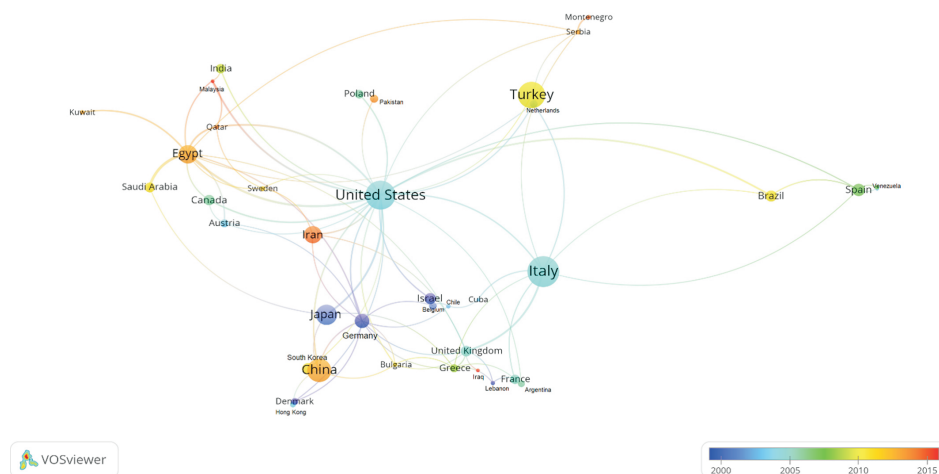 Montenegro
Serbia
India
Malaysia
Poland
Pakistan
Turkey
Netherlands
Kuwait
Qatar
Egypt
Saudi Arabia
Sweden
United States
Canada
Brazil
Spain
Venezuela
Austria
Iran
Italy
Israel
Chile
Cuba
Belgium
Japan
Germany
South Korea
China
United Kingdom
Bulgaria
Greece
Iraq
France
Lebanon
Argentina
Denmark
Hong Kong
VOSviewer
2000 2005 2010 2015